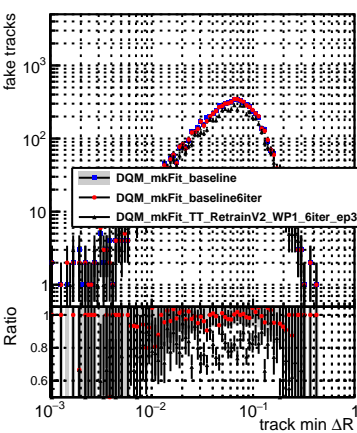 fake tracks
10³
10²
10
1
DQM_mkFit_baseline
DQM_mkFit_baseline6iter
DQM_mkFit_TT_RetrainV2_WP1_6iter_ep3
Ratio
1
0.8
0.6
10⁻³ 10⁻² 10⁻¹ 1
track min ΔR